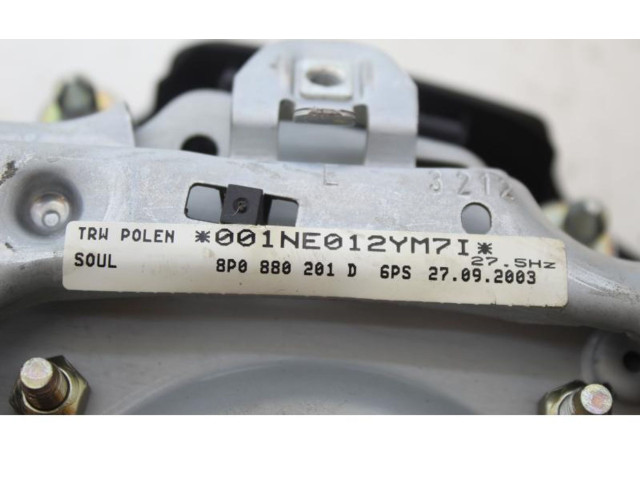 L 3212
TRW POLEN *001NE012YM7I*
27.5Hz
SOUL 8P0 880 201 D 6PS 27.09.2003